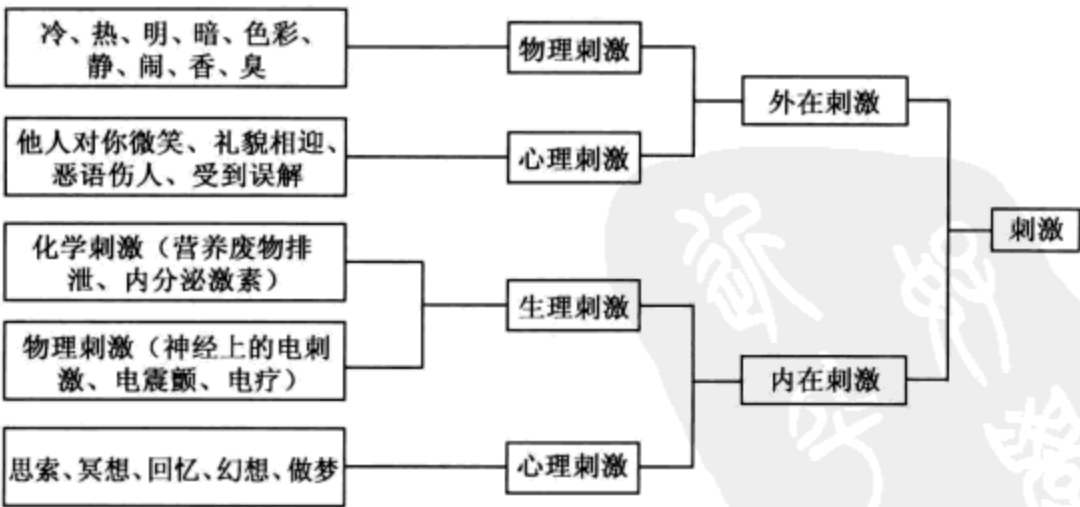 冷、热、明、暗、色彩、
静、闹、香、臭
物理刺激
外在刺激
他人对你微笑、礼貌相迎、
恶语伤人、受到误解
心理刺激
刺激
化学刺激（营养废物排
泄、内分泌激素）
生理刺激
物理刺激（神经上的电刺
激、电震颤、电疗）
内在刺激
思索、冥想、回忆、幻想、做梦
心理刺激